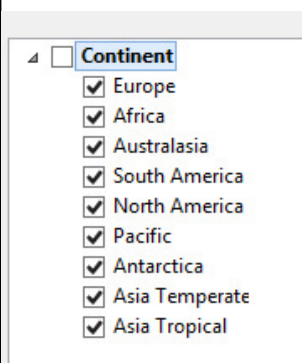 Continent
Europe
Africa
Australasia
South America
North America
Pacific
Antarctica
Asia Temperate
Asia Tropical